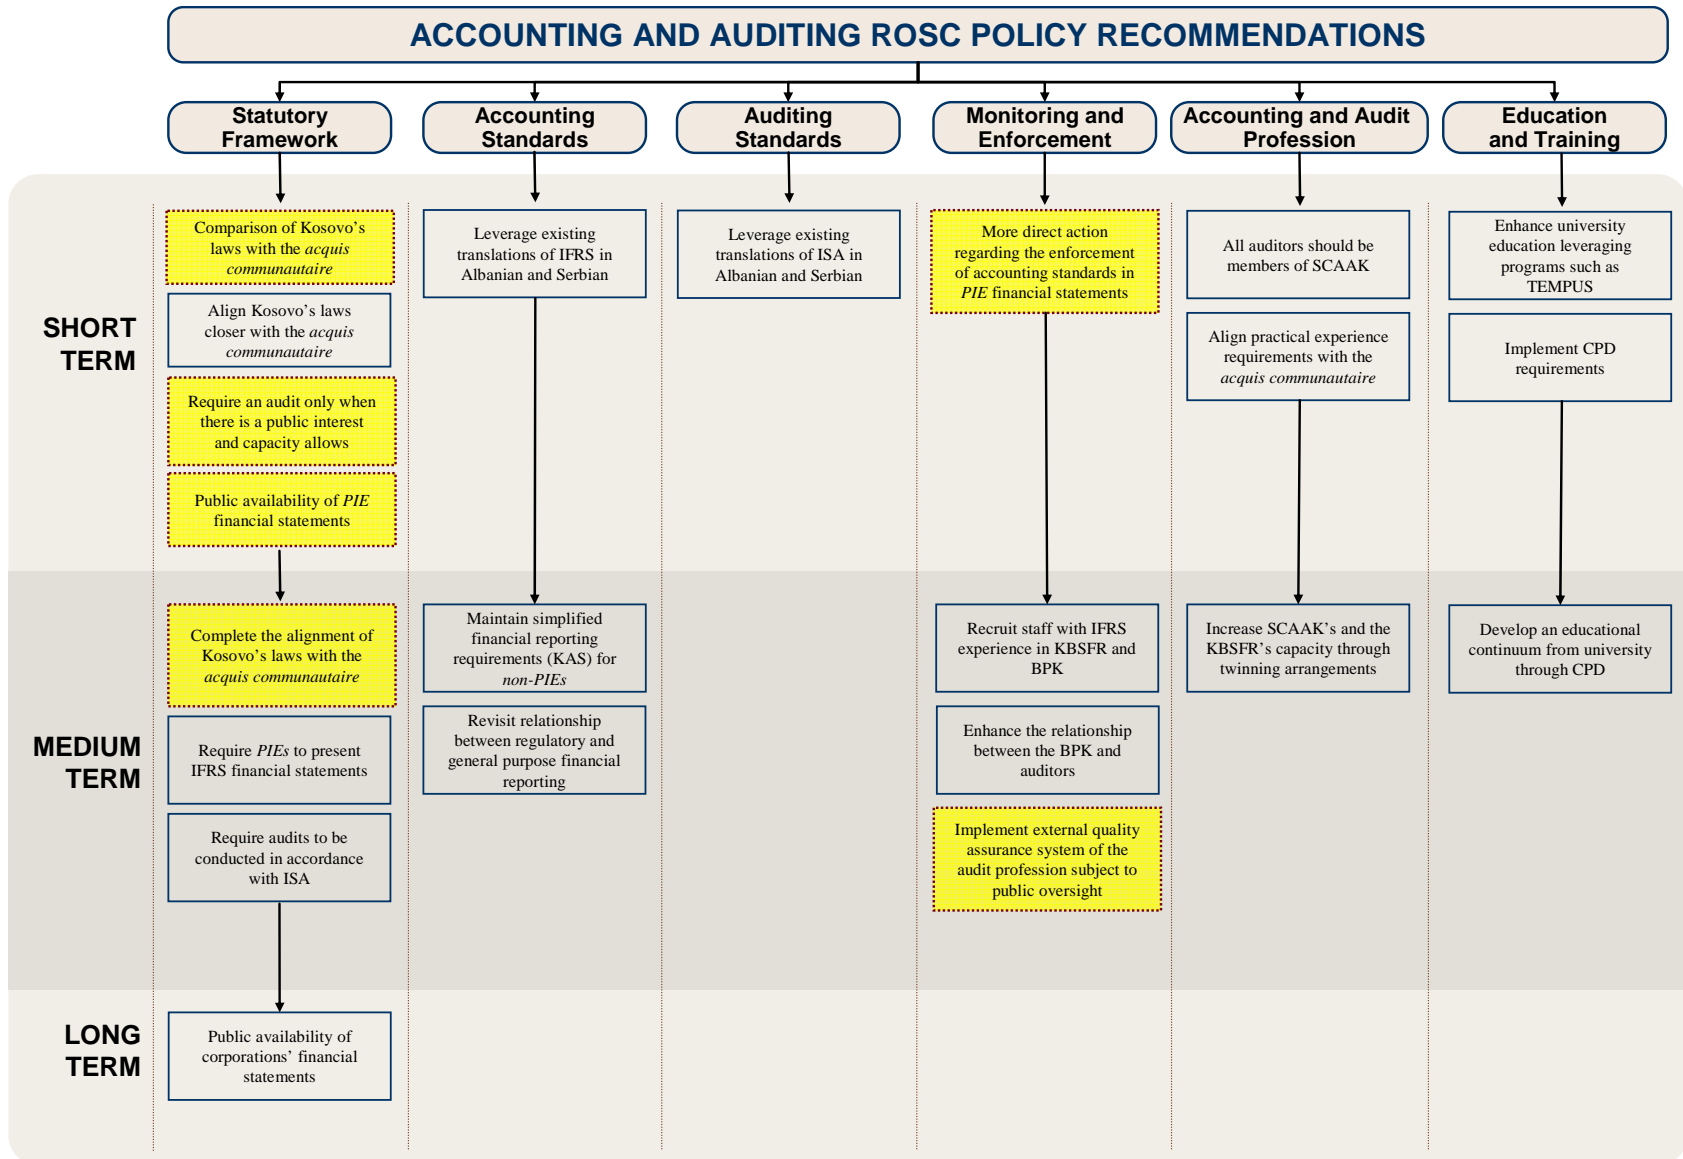 ACCOUNTING AND AUDITING ROSC POLICY RECOMMENDATIONS
Statutory
Framework
Accounting
Standards
Auditing
Standards
Monitoring and
Enforcement
Accounting and Audit
Profession
Education
and Training
SHORT
TERM
Comparison of Kosovo's
laws with the acquis
communautaire
Align Kosovo's laws
closer with the acquis
communautaire
Require an audit only when
there is a public interest
and capacity allows
Public availability of PIE
financial statements
Leverage existing
translations of IFRS in
Albanian and Serbian
Leverage existing
translations of ISA in
Albanian and Serbian
More direct action
regarding the enforcement
of accounting standards in
PIE financial statements
All auditors should be
members of SCAAK
Align practical experience
requirements with the
acquis communautaire
Enhance university
education leveraging
programs such as
TEMPUS
Implement CPD
requirements
MEDIUM
TERM
Complete the alignment of
Kosovo's laws with the
acquis communautaire
Require PIEs to present
IFRS financial statements
Require audits to be
conducted in accordance
with ISA
Maintain simplified
financial reporting
requirements (KAS) for
non-PIEs
Revisit relationship
between regulatory and
general purpose financial
reporting
Recruit staff with IFRS
experience in KBSFR and
BPK
Enhance the relationship
between the BPK and
auditors
Implement external quality
assurance system of the
audit profession subject to
public oversight
Increase SCAAK's and the
KBSFR's capacity through
twinning arrangements
Develop an educational
continuum from university
through CPD
LONG
TERM
Public availability of
corporations' financial
statements